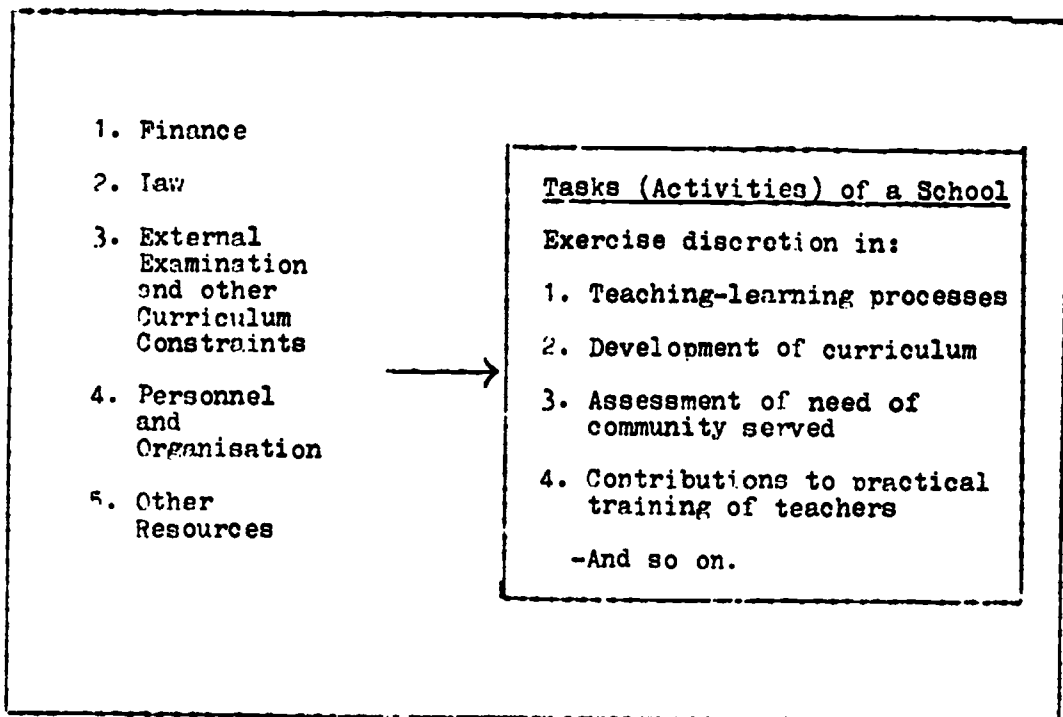 1. Finance
2. Law
3. External
Examination
and other
Curriculum
Constraints
4. Personnel
and
Organisation
5. Other
Resources
Tasks (Activities) of a School
Exercise discretion in:
1. Teaching-learning processes
2. Development of curriculum
3. Assessment of need of
community served
4. Contributions to practical
training of teachers
-And so on.